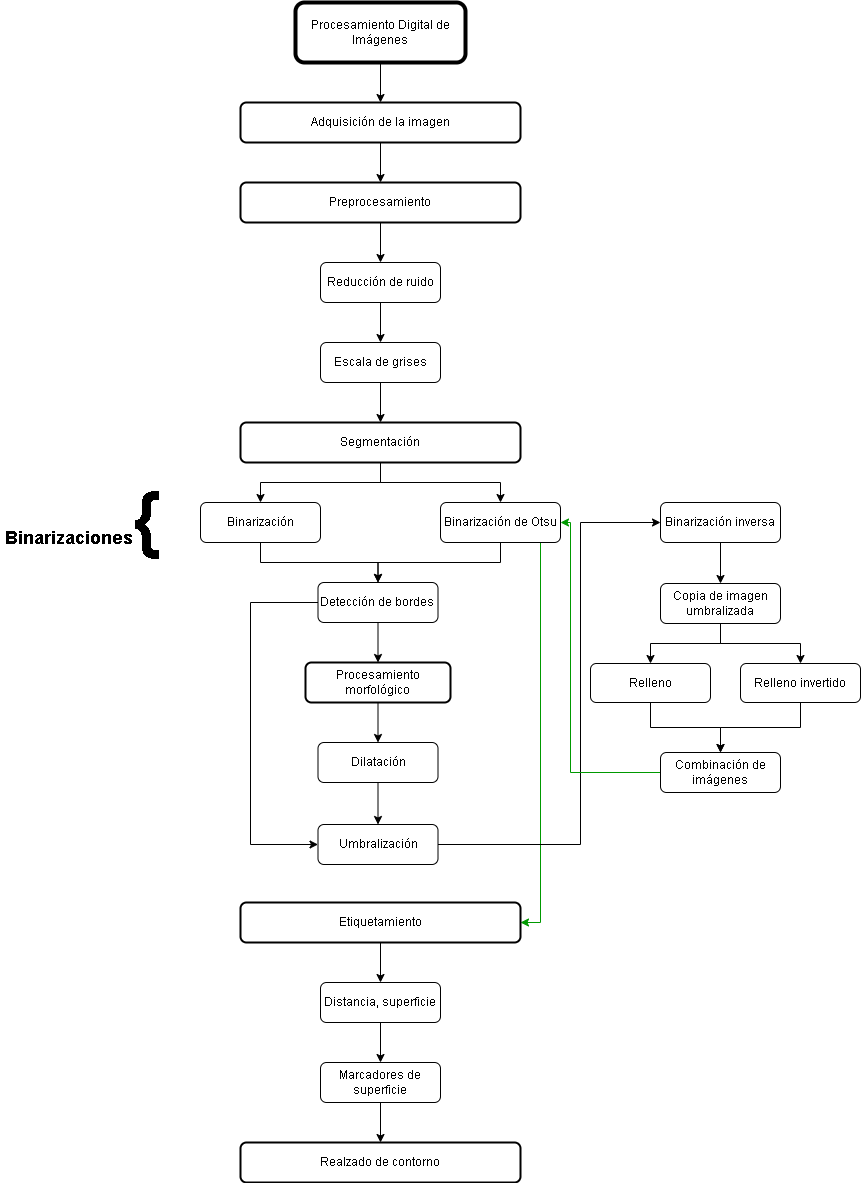 Procesamiento Digital de
Imágenes
Adquisición de la imagen
Preprocesamiento
Reducción de ruido
Escala de grises
Segmentación
Binarizaciones
{
Binarización
Binarización de Otsu
Binarización inversa
Detección de bordes
Copia de imagen
umbralizada
Procesamiento
morfológico
Relleno
Relleno invertido
Dilatación
Combinación de
imágenes
Umbralización
Etiquetamiento
Distancia, superficie
Marcadores de
superficie
Realzado de contorno